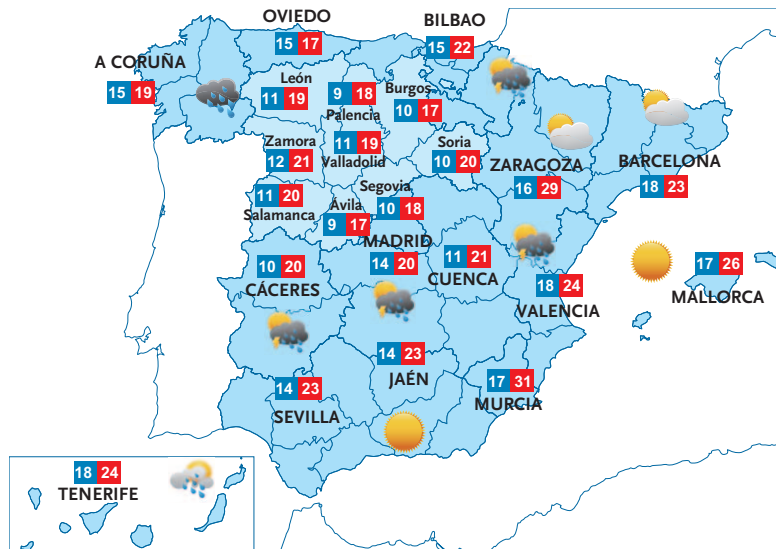 OVIEDO
15 17
BILBAO
15 22
A CORUÑA
15 19
León
11 19
9 18
Palencia
Burgos
10 17
Zamora
12 21
11 19
Valladolid
Soria
10 20
ZARAGOZA
16 29
BARCELONA
18 23
11 20
Salamanca
Ávila
9 17
Segovia
10 18
MADRID
14 20
11 21
CUENCA
10 20
CÁCERES
18 24
VALENCIA
17 26
MALLORCA
14 23
JAÉN
14 23
SEVILLA
17 31
MURCIA
18 24
TENERIFE